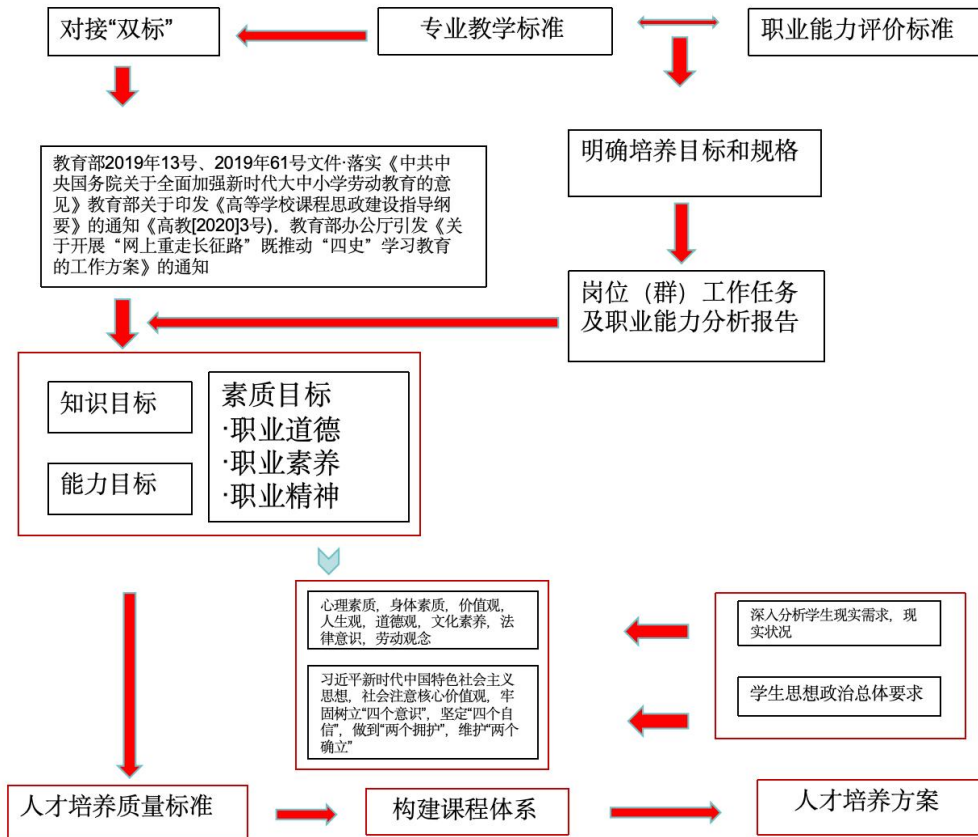 对接“双标”
专业教学标准
职业能力评价标准
教育部2019年13号、2019年61号文件·落实《中共中
央国务院关于全面加强新时代大中小学劳动教育的意
见》教育部关于印发《高等学校课程思政建设指导纲
要》的通知《高教[2020]3号)。教育部办公厅引发《关
于开展“网上重走长征路”既推动“四史”学习教育
的工作方案》的通知
明确培养目标和规格
岗位（群）工作任务
及职业能力分析报告
知识目标
能力目标
素质目标
·职业道德
·职业素养
·职业精神
心理素质，身体素质，价值观，
人生观，道德观，文化素养，法
律意识，劳动观念
习近平新时代中国特色社会主义
思想，社会注意核心价值观，牢
固树立“四个意识”，坚定“四个自
信”，做到“两个拥护”，维护“两个
确立”
深入分析学生现实需求，现
实状况
学生思想政治总体要求
人才培养质量标准
构建课程体系
人才培养方案